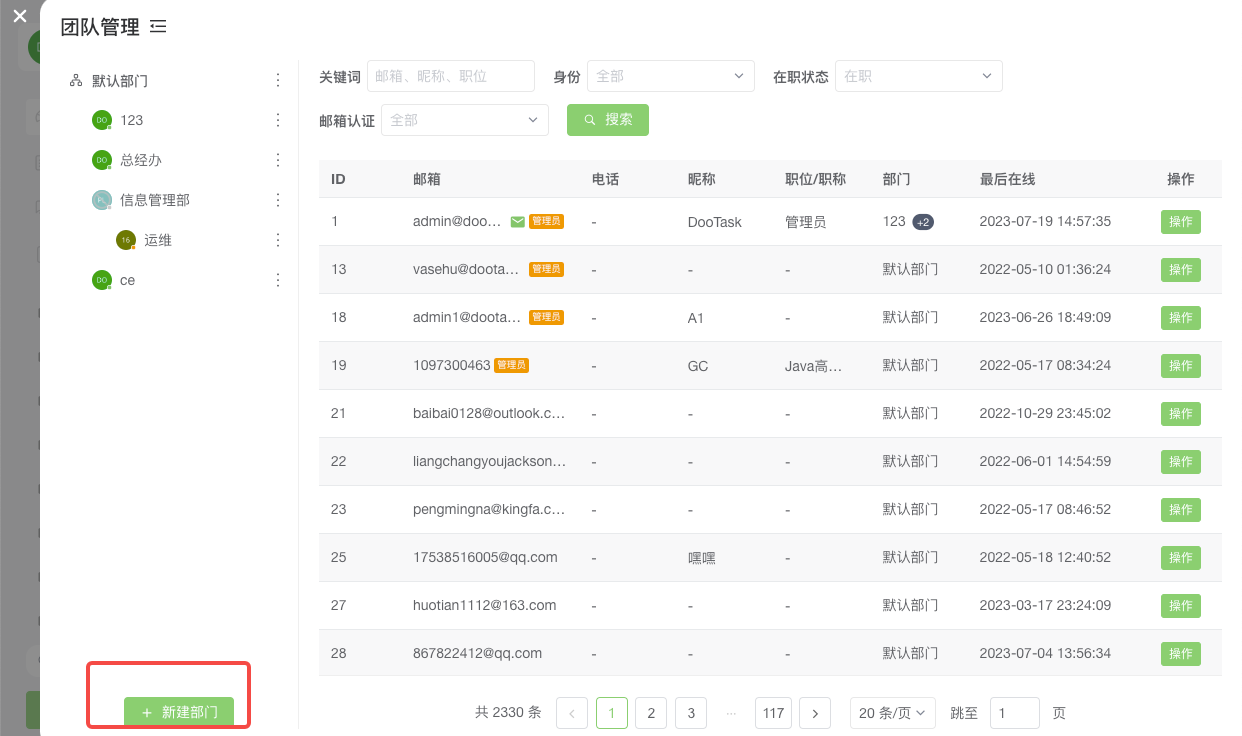 团队管理
默认部门
123
总经办
信息管理部
运维
ce
+ 新建部门
关键词 邮箱、昵称、职位 身份 全部 在职状态 在职
邮箱认证 全部 搜索
ID 邮箱 电话 昵称 职位/职称 部门 最后在线 操作
1 admin@doo... 管理员 - DooTask 管理员 123 +2 2023-07-19 14:57:35 操作
13 vasehu@doota... 管理员 - - - 默认部门 2022-05-10 01:36:24 操作
18 admin1@doota... 管理员 - A1 - 默认部门 2023-06-26 18:49:09 操作
19 1097300463 管理员 - GC Java高... 默认部门 2022-05-17 08:34:24 操作
21 baibai0128@outlook.c... - - - 默认部门 2022-10-29 23:45:02 操作
22 liangchangyoujackson... - - - 默认部门 2022-06-01 14:54:59 操作
23 pengmingna@kingfa.c... - - - 默认部门 2022-05-17 08:46:52 操作
25 17538516005@qq.com - 嘿嘿 - 默认部门 2022-05-18 12:40:52 操作
27 huotian1112@163.com - - - 默认部门 2023-03-17 23:24:09 操作
28 867822412@qq.com - - - 默认部门 2023-07-04 13:56:34 操作
共 2330 条 1 2 3 ... 117 20 条/页 跳至 1 页